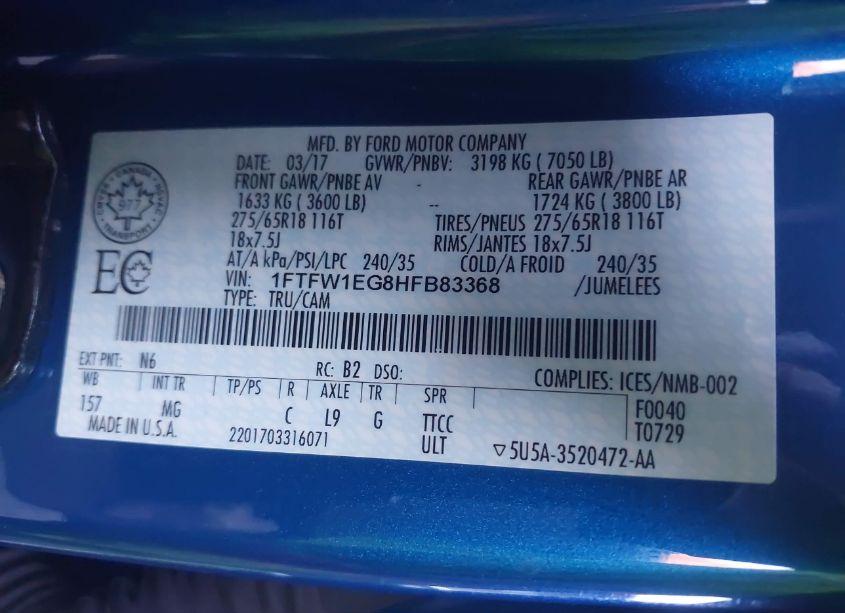 MFD. BY FORD MOTOR COMPANY
DATE: 03/17 GVWR/PNBV: 3198 KG ( 7050 LB)
FRONT GAWR/PNBE AV - REAR GAWR/PNBE AR
1633 KG ( 3600 LB) -- 1724 KG ( 3800 LB)
275/65R18 116T TIRES/PNEUS 275/65R18 116T
18x7.5J RIMS/JANTES 18x7.5J
AT/A kPa/PSI/LPC 240/35 COLD/A FROID 240/35
VIN: 1FTFW1EG8HFB83368 /JUMELEES
TYPE: TRU/CAM
CANADA
977
TRANSPORT
EC
EXT PNT: N6 RC: B2 DSO: COMPLIES: ICES/NMB-002
WB INT TR TP/PS R AXLE TR SPR F0040
157 MG C L9 G TTCC T0729
MADE IN U.S.A. 2201703316071 ULT ▽5U5A-3520472-AA